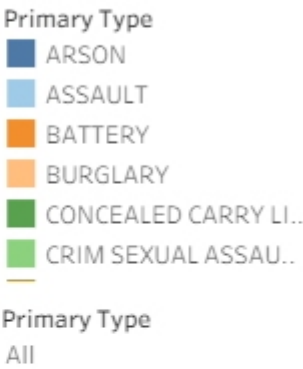 Primary Type
ARSON
ASSAULT
BATTERY
BURGLARY
CONCEALED CARRY LI..
CRIM SEXUAL ASSAU..
Primary Type
All